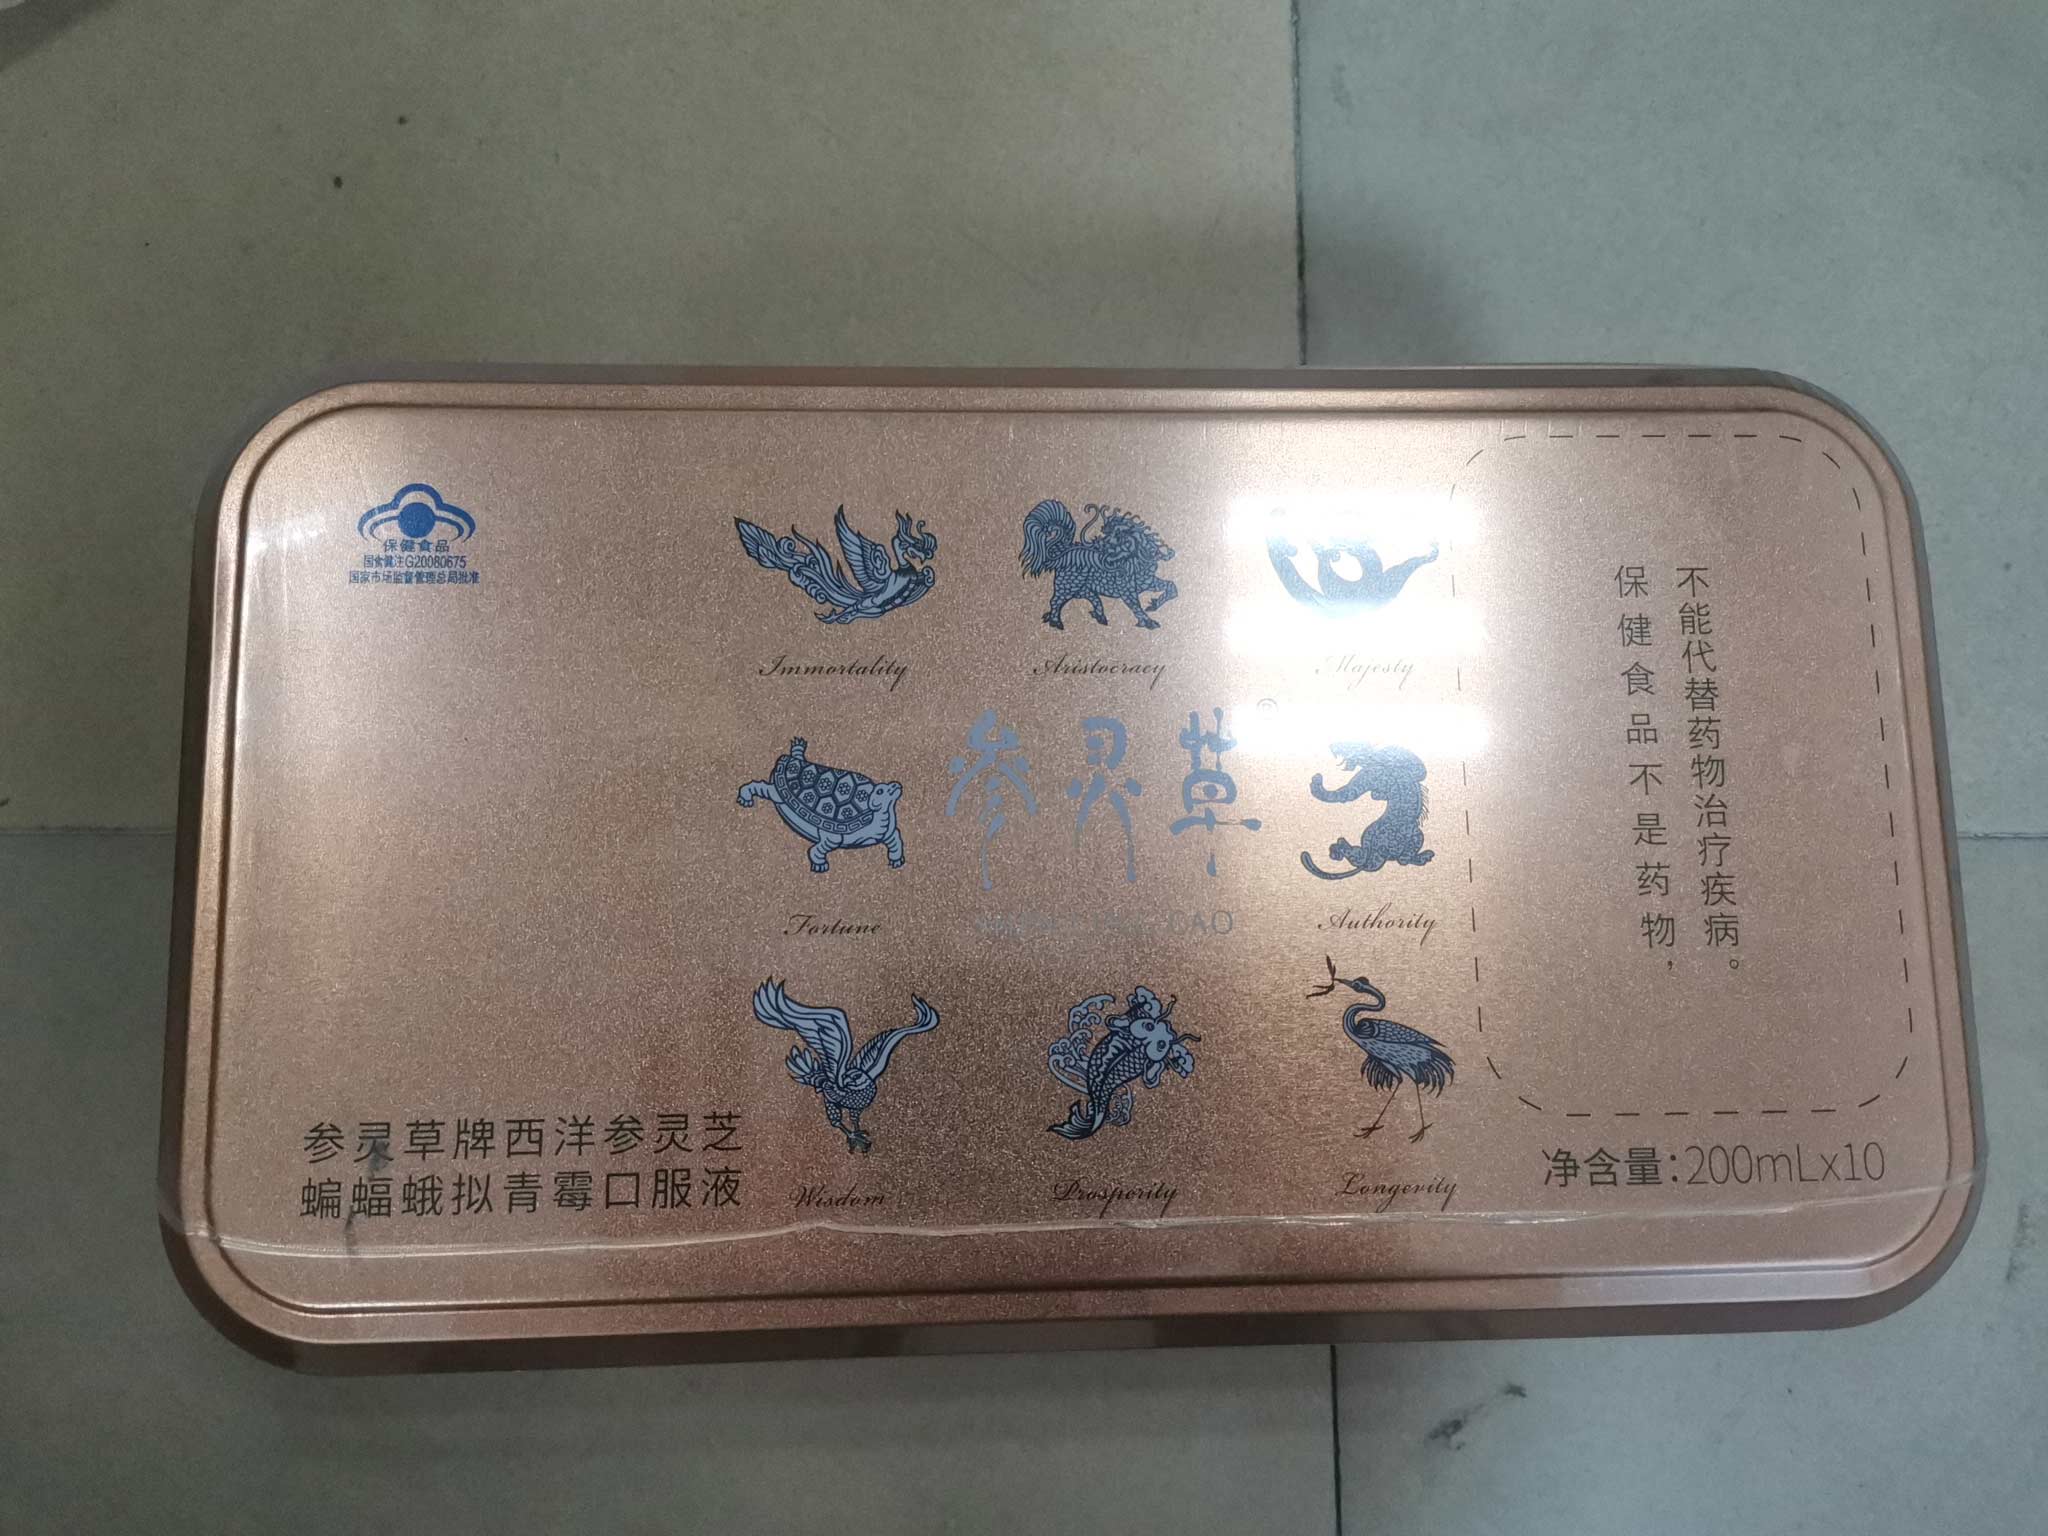 保健食品
国食健注G20080675
国家市场监督管理总局批准
Immortality
Aristocracy
Majesty
参灵草
®
CAO
Fortune
Authority
Wisdom
Prosperity
Longevity
保健食品不是药物，
不能代替药物治疗疾病。
参灵草牌西洋参灵芝
蝙蝠蛾拟青霉口服液
净含量：200mLx10